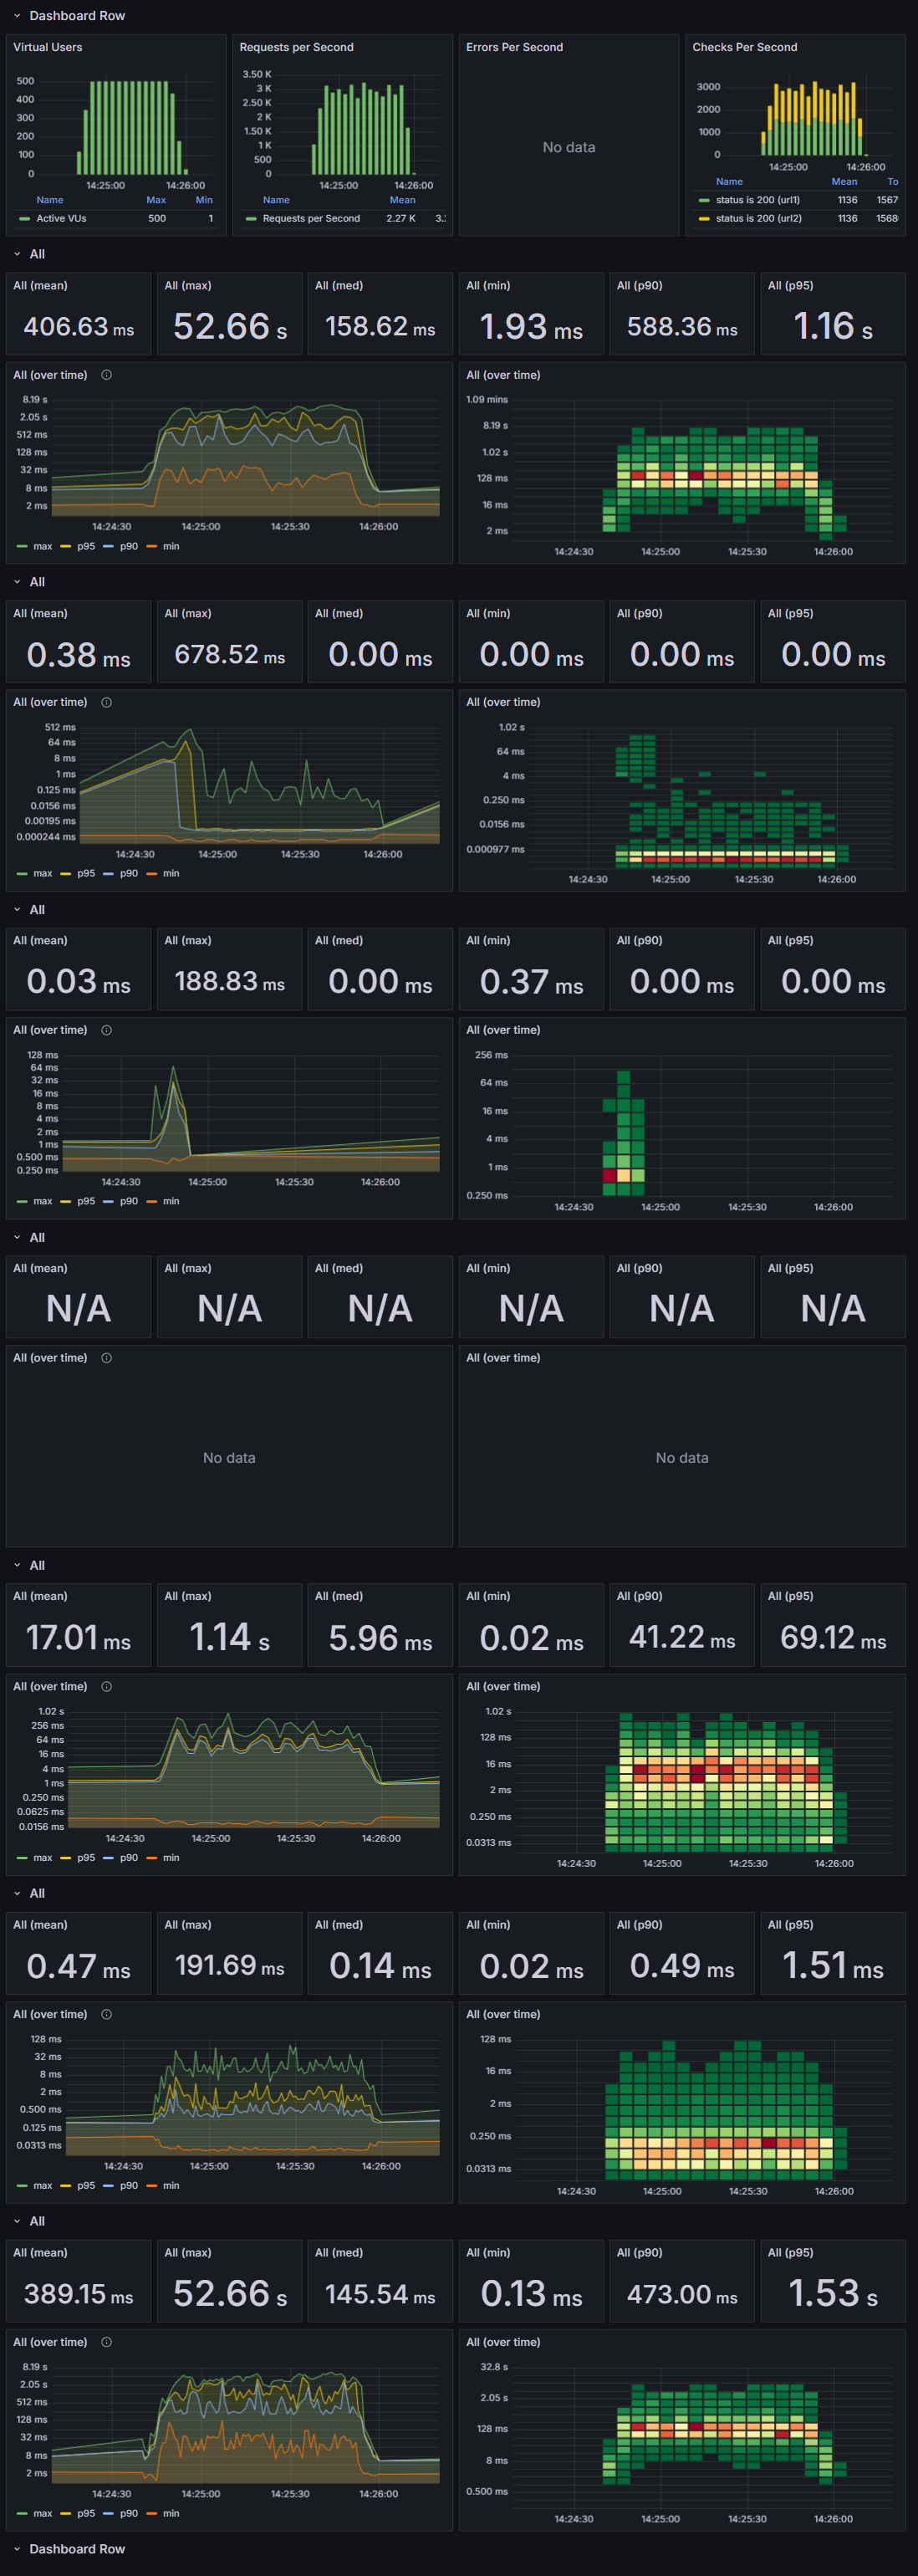 Dashboard Row
Virtual Users
500
400
300
200
100
0
14:25:00 14:26:00
Name Max Min
Active VUs 500 1
Requests per Second
3.50 K
3 K
2.50 K
2 K
1.50 K
1 K
500
0
14:25:00 14:26:00
Name Mean
Requests per Second 2.27 K 3.
Errors Per Second
No data
Checks Per Second
3000
2000
1000
0
14:25:00 14:26:00
Name Mean To
status is 200 (url1) 1136 1567
status is 200 (url2) 1136 1568
All
All (mean)
406.63 ms
All (max)
52.66 s
All (med)
158.62 ms
All (min)
1.93 ms
All (p90)
588.36 ms
All (p95)
1.16 s
All (over time)
8.19 s
2.05 s
512 ms
128 ms
32 ms
8 ms
2 ms
14:24:30 14:25:00 14:25:30 14:26:00
max p95 p90 min
All (over time)
1.09 mins
8.19 s
1.02 s
128 ms
16 ms
2 ms
14:24:30 14:25:00 14:25:30 14:26:00
All
All (mean)
0.38 ms
All (max)
678.52 ms
All (med)
0.00 ms
All (min)
0.00 ms
All (p90)
0.00 ms
All (p95)
0.00 ms
All (over time)
512 ms
64 ms
8 ms
1 ms
0.125 ms
0.0156 ms
0.00195 ms
0.000244 ms
14:24:30 14:25:00 14:25:30 14:26:00
max p95 p90 min
All (over time)
1.02 s
64 ms
4 ms
0.250 ms
0.0156 ms
0.000977 ms
14:24:30 14:25:00 14:25:30 14:26:00
All
All (mean)
0.03 ms
All (max)
188.83 ms
All (med)
0.00 ms
All (min)
0.37 ms
All (p90)
0.00 ms
All (p95)
0.00 ms
All (over time)
128 ms
64 ms
32 ms
16 ms
8 ms
4 ms
2 ms
1 ms
0.500 ms
0.250 ms
14:24:30 14:25:00 14:25:30 14:26:00
max p95 p90 min
All (over time)
256 ms
64 ms
16 ms
4 ms
1 ms
0.250 ms
14:24:30 14:25:00 14:25:30 14:26:00
All
All (mean)
N/A
All (max)
N/A
All (med)
N/A
All (min)
N/A
All (p90)
N/A
All (p95)
N/A
All (over time)
No data
All (over time)
No data
All
All (mean)
17.01 ms
All (max)
1.14 s
All (med)
5.96 ms
All (min)
0.02 ms
All (p90)
41.22 ms
All (p95)
69.12 ms
All (over time)
1.02 s
256 ms
64 ms
16 ms
4 ms
1 ms
0.250 ms
0.0625 ms
0.0156 ms
14:24:30 14:25:00 14:25:30 14:26:00
max p95 p90 min
All (over time)
1.02 s
128 ms
16 ms
2 ms
0.250 ms
0.0313 ms
14:24:30 14:25:00 14:25:30 14:26:00
All
All (mean)
0.47 ms
All (max)
191.69 ms
All (med)
0.14 ms
All (min)
0.02 ms
All (p90)
0.49 ms
All (p95)
1.51 ms
All (over time)
128 ms
32 ms
8 ms
2 ms
0.500 ms
0.125 ms
0.0313 ms
14:24:30 14:25:00 14:25:30 14:26:00
max p95 p90 min
All (over time)
128 ms
16 ms
2 ms
0.250 ms
0.0313 ms
14:24:30 14:25:00 14:25:30 14:26:00
All
All (mean)
389.15 ms
All (max)
52.66 s
All (med)
145.54 ms
All (min)
0.13 ms
All (p90)
473.00 ms
All (p95)
1.53 s
All (over time)
8.19 s
2.05 s
512 ms
128 ms
32 ms
8 ms
2 ms
14:24:30 14:25:00 14:25:30 14:26:00
max p95 p90 min
All (over time)
32.8 s
2.05 s
128 ms
8 ms
0.500 ms
14:24:30 14:25:00 14:25:30 14:26:00
Dashboard Row